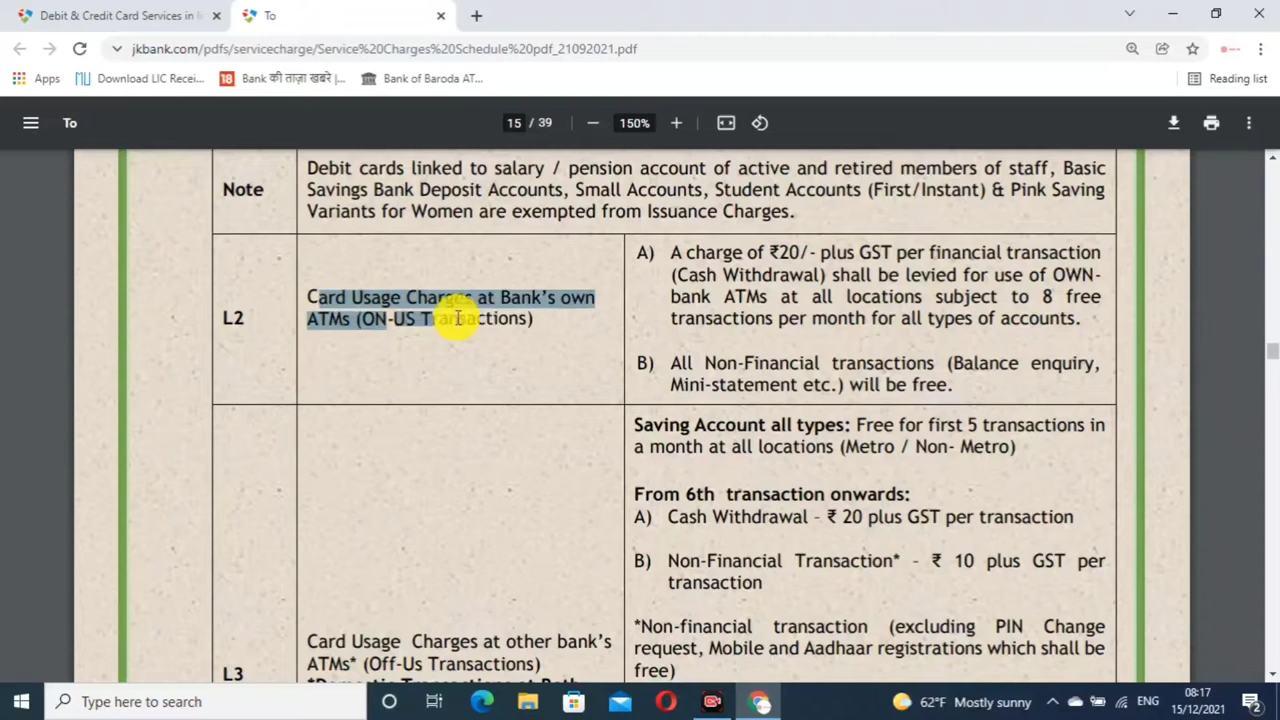 Debit & Credit Card Services in
To
jkbank.com/pdfs/servicecharge/Service%20Charges%20Schedule%20pdf_21092021.pdf
Apps
Download LIC Recei...
18
Bank की ताज़ा खबरे |...
Bank of Baroda AT...
Reading list
To
15 / 39
150%
Note
Debit cards linked to salary / pension account of active and retired members of staff, Basic
Savings Bank Deposit Accounts, Small Accounts, Student Accounts (First/Instant) & Pink Saving
Variants for Women are exempted from Issuance Charges.
L2
Card Usage Charges at Bank's own
ATMs (ON-US Transactions)
A) A charge of ₹20/- plus GST per financial transaction
(Cash Withdrawal) shall be levied for use of OWN-
bank ATMs at all locations subject to 8 free
transactions per month for all types of accounts.
B) All Non-Financial transactions (Balance enquiry,
Mini-statement etc.) will be free.
L3
Card Usage Charges at other bank's
ATMs* (Off-Us Transactions)
Saving Account all types: Free for first 5 transactions in
a month at all locations (Metro / Non- Metro)
From 6th transaction onwards:
A) Cash Withdrawal - ₹ 20 plus GST per transaction
B) Non-Financial Transaction* - ₹ 10 plus GST per
transaction
*Non-financial transaction (excluding PIN Change
request, Mobile and Aadhaar registrations which shall be
free)
Type here to search
62°F Mostly sunny
ENG
08:17
15/12/2021
2